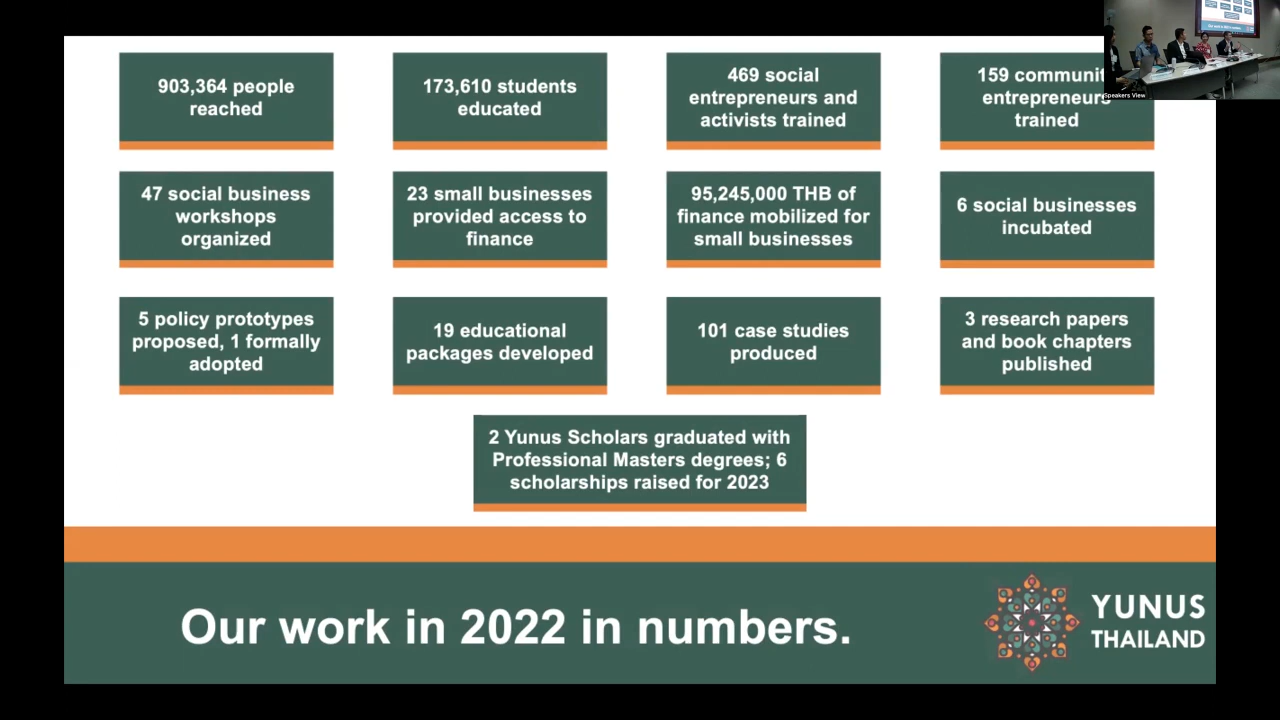 903,364 people
reached
173,610 students
educated
469 social
entrepreneurs and
activists trained
159 communi
entrepreneurs
trained
47 social business
workshops
organized
23 small businesses
provided access to
finance
95,245,000 THB of
finance mobilized for
small businesses
6 social businesses
incubated
5 policy prototypes
proposed, 1 formally
adopted
19 educational
packages developed
101 case studies
produced
3 research papers
and book chapters
published
2 Yunus Scholars graduated with
Professional Masters degrees; 6
scholarships raised for 2023
Our work in 2022 in numbers.
YUNUS
THAILAND
Speakers View